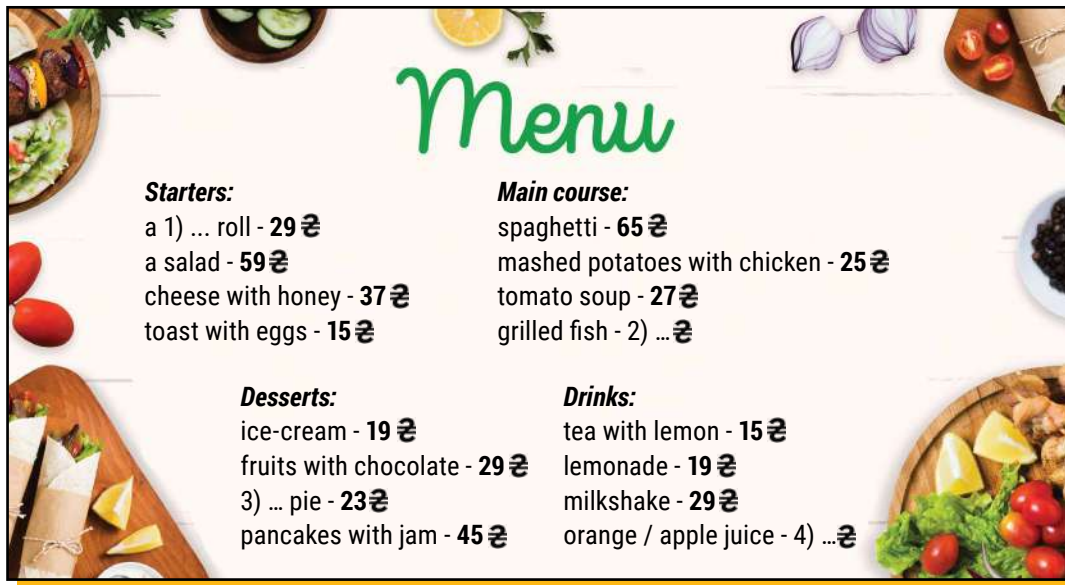 Menu
Starters:
a 1) ... roll - 29 ₴
a salad - 59 ₴
cheese with honey - 37 ₴
toast with eggs - 15 ₴
Main course:
spaghetti - 65 ₴
mashed potatoes with chicken - 25 ₴
tomato soup - 27 ₴
grilled fish - 2) ... ₴
Desserts:
ice-cream - 19 ₴
fruits with chocolate - 29 ₴
3) ... pie - 23 ₴
pancakes with jam - 45 ₴
Drinks:
tea with lemon - 15 ₴
lemonade - 19 ₴
milkshake - 29 ₴
orange / apple juice - 4) ... ₴